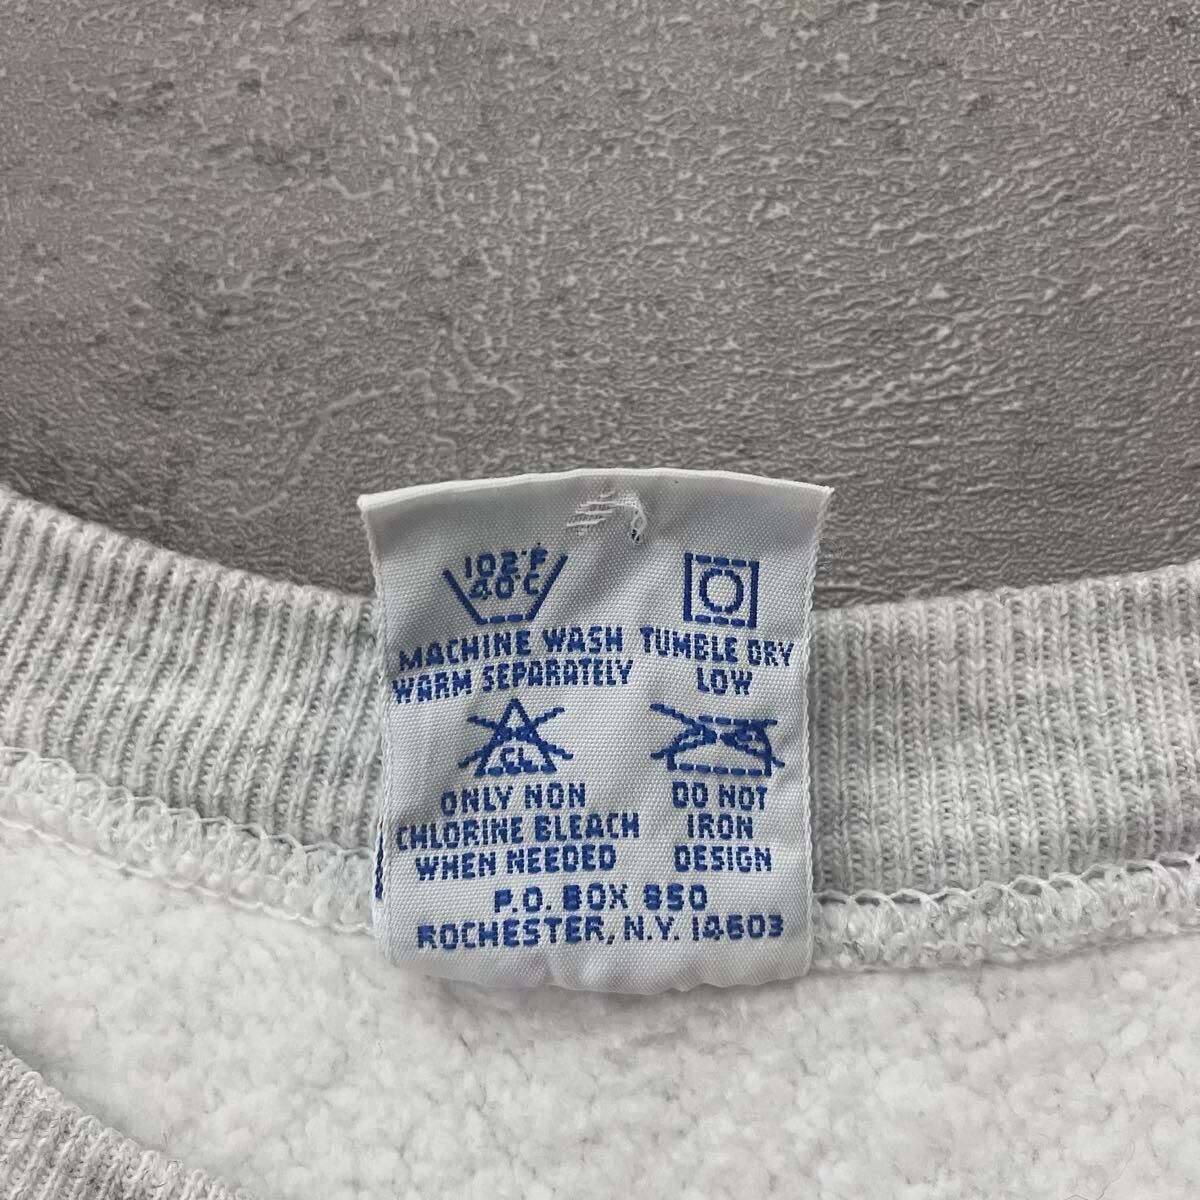 102°F
40°C
MACHINE WASH
WARM SEPARATELY
TUMBLE DRY
LOW
CL
ONLY NON
CHLORINE BLEACH
WHEN NEEDED
DO NOT
IRON
DESIGN
P.O. BOX 850
ROCHESTER, N.Y. 14603